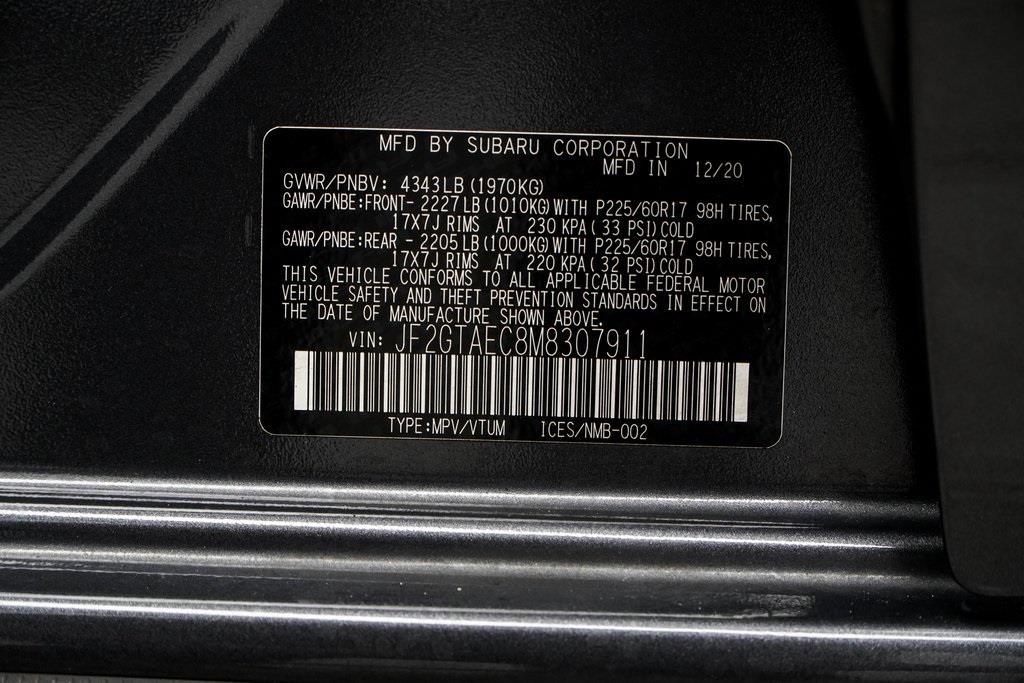 MFD BY SUBARU CORPORATION
MFD IN 12/20
GVWR/PNBV: 4343LB (1970KG)
GAWR/PNBE:FRONT- 2227LB (1010KG) WITH P225/60R17 98H TIRES,
17X7J RIMS AT 230 KPA (33 PSI) COLD
GAWR/PNBE:REAR - 2205LB (1000KG) WITH P225/60R17 98H TIRES,
17X7J RIMS AT 220 KPA (32 PSI) COLD
THIS VEHICLE CONFORMS TO ALL APPLICABLE FEDERAL MOTOR
VEHICLE SAFETY AND THEFT PREVENTION STANDARDS IN EFFECT ON
THE DATE OF MANUFACTURE SHOWN ABOVE.
VIN: JF2GTAEC8M8307911
TYPE:MPV/VTUM ICES/NMB-002